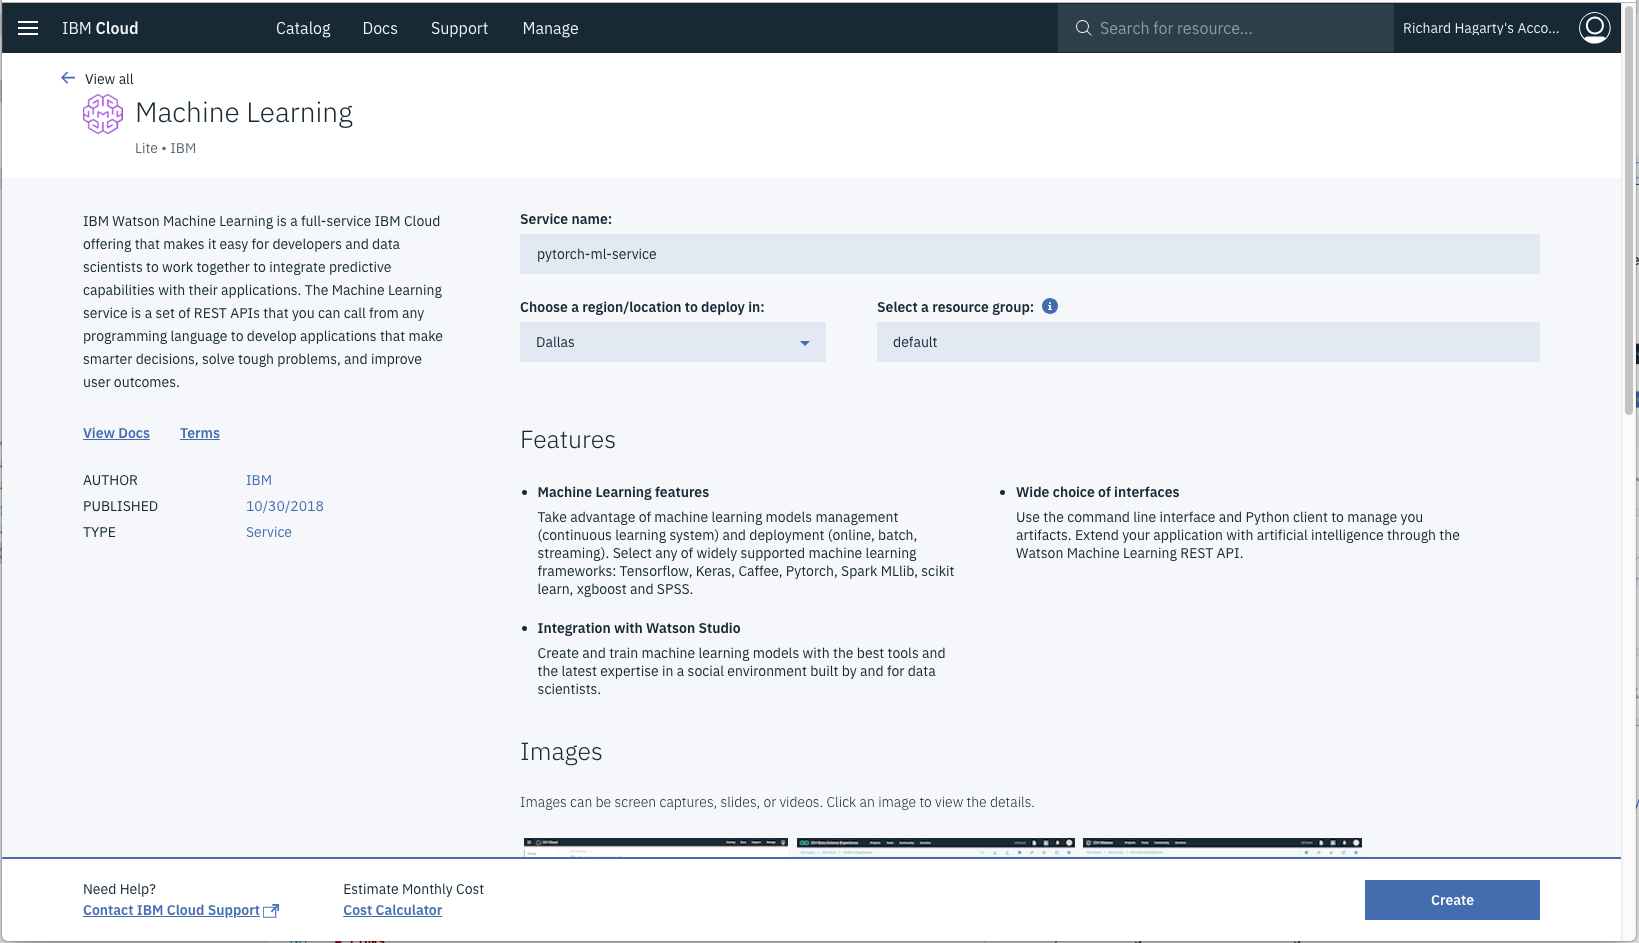 IBM Cloud Catalog Docs Support Manage Search for resource... Richard Hagarty's Acco...
View all
Machine Learning
Lite • IBM
IBM Watson Machine Learning is a full-service IBM Cloud
offering that makes it easy for developers and data
scientists to work together to integrate predictive
capabilities with their applications. The Machine Learning
service is a set of REST APIs that you can call from any
programming language to develop applications that make
smarter decisions, solve tough problems, and improve
user outcomes.
View Docs Terms
AUTHOR IBM
PUBLISHED 10/30/2018
TYPE Service
Service name:
pytorch-ml-service
Choose a region/location to deploy in: Select a resource group:
Dallas default
Features
• Machine Learning features
Take advantage of machine learning models management
(continuous learning system) and deployment (online, batch,
streaming). Select any of widely supported machine learning
frameworks: Tensorflow, Keras, Caffee, Pytorch, Spark MLlib, scikit
learn, xgboost and SPSS.
• Integration with Watson Studio
Create and train machine learning models with the best tools and
the latest expertise in a social environment built by and for data
scientists.
• Wide choice of interfaces
Use the command line interface and Python client to manage you
artifacts. Extend your application with artificial intelligence through the
Watson Machine Learning REST API.
Images
Images can be screen captures, slides, or videos. Click an image to view the details.
Need Help? Estimate Monthly Cost
Contact IBM Cloud Support Cost Calculator
Create